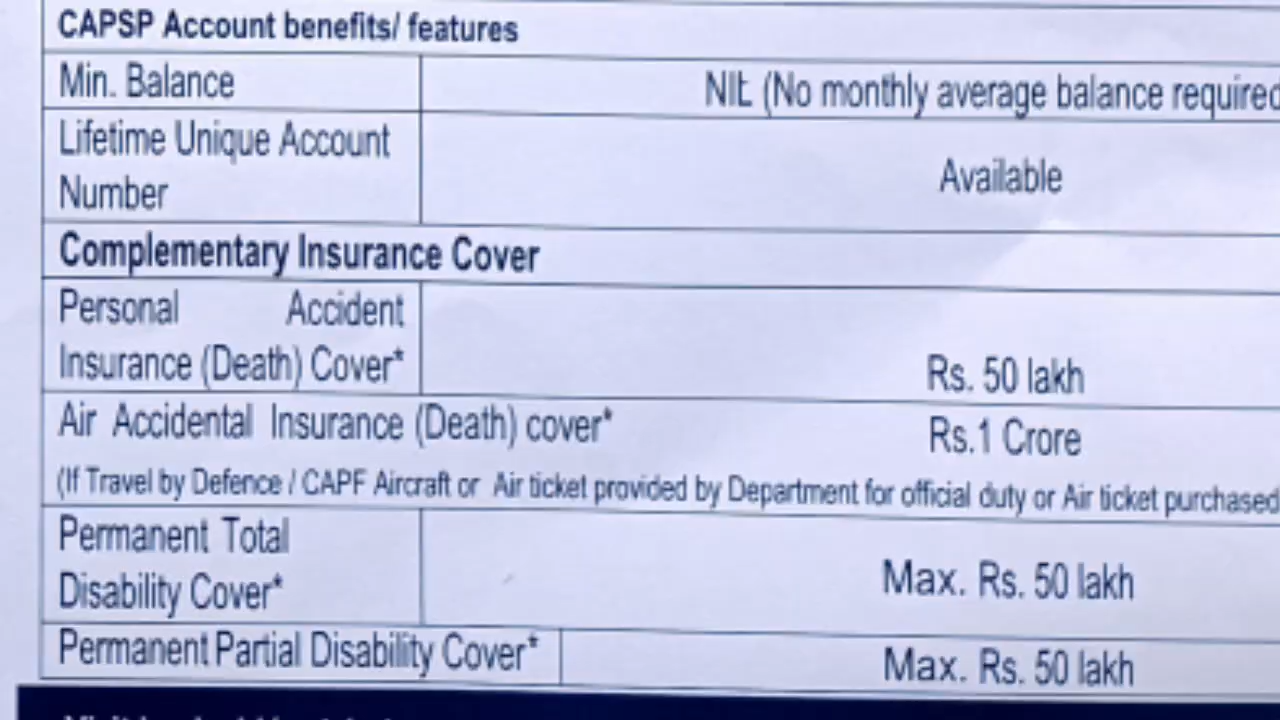 CAPSP Account benefits/ features
Min. Balance
NIL (No monthly average balance required
Lifetime Unique Account
Number
Available
Complementary Insurance Cover
Personal Accident
Insurance (Death) Cover*
Rs. 50 lakh
Air Accidental Insurance (Death) cover*
Rs.1 Crore
(If Travel by Defence / CAPF Aircraft or Air ticket provided by Department for official duty or Air ticket purchased
Permanent Total
Disability Cover*
Max. Rs. 50 lakh
Permanent Partial Disability Cover*
Max. Rs. 50 lakh